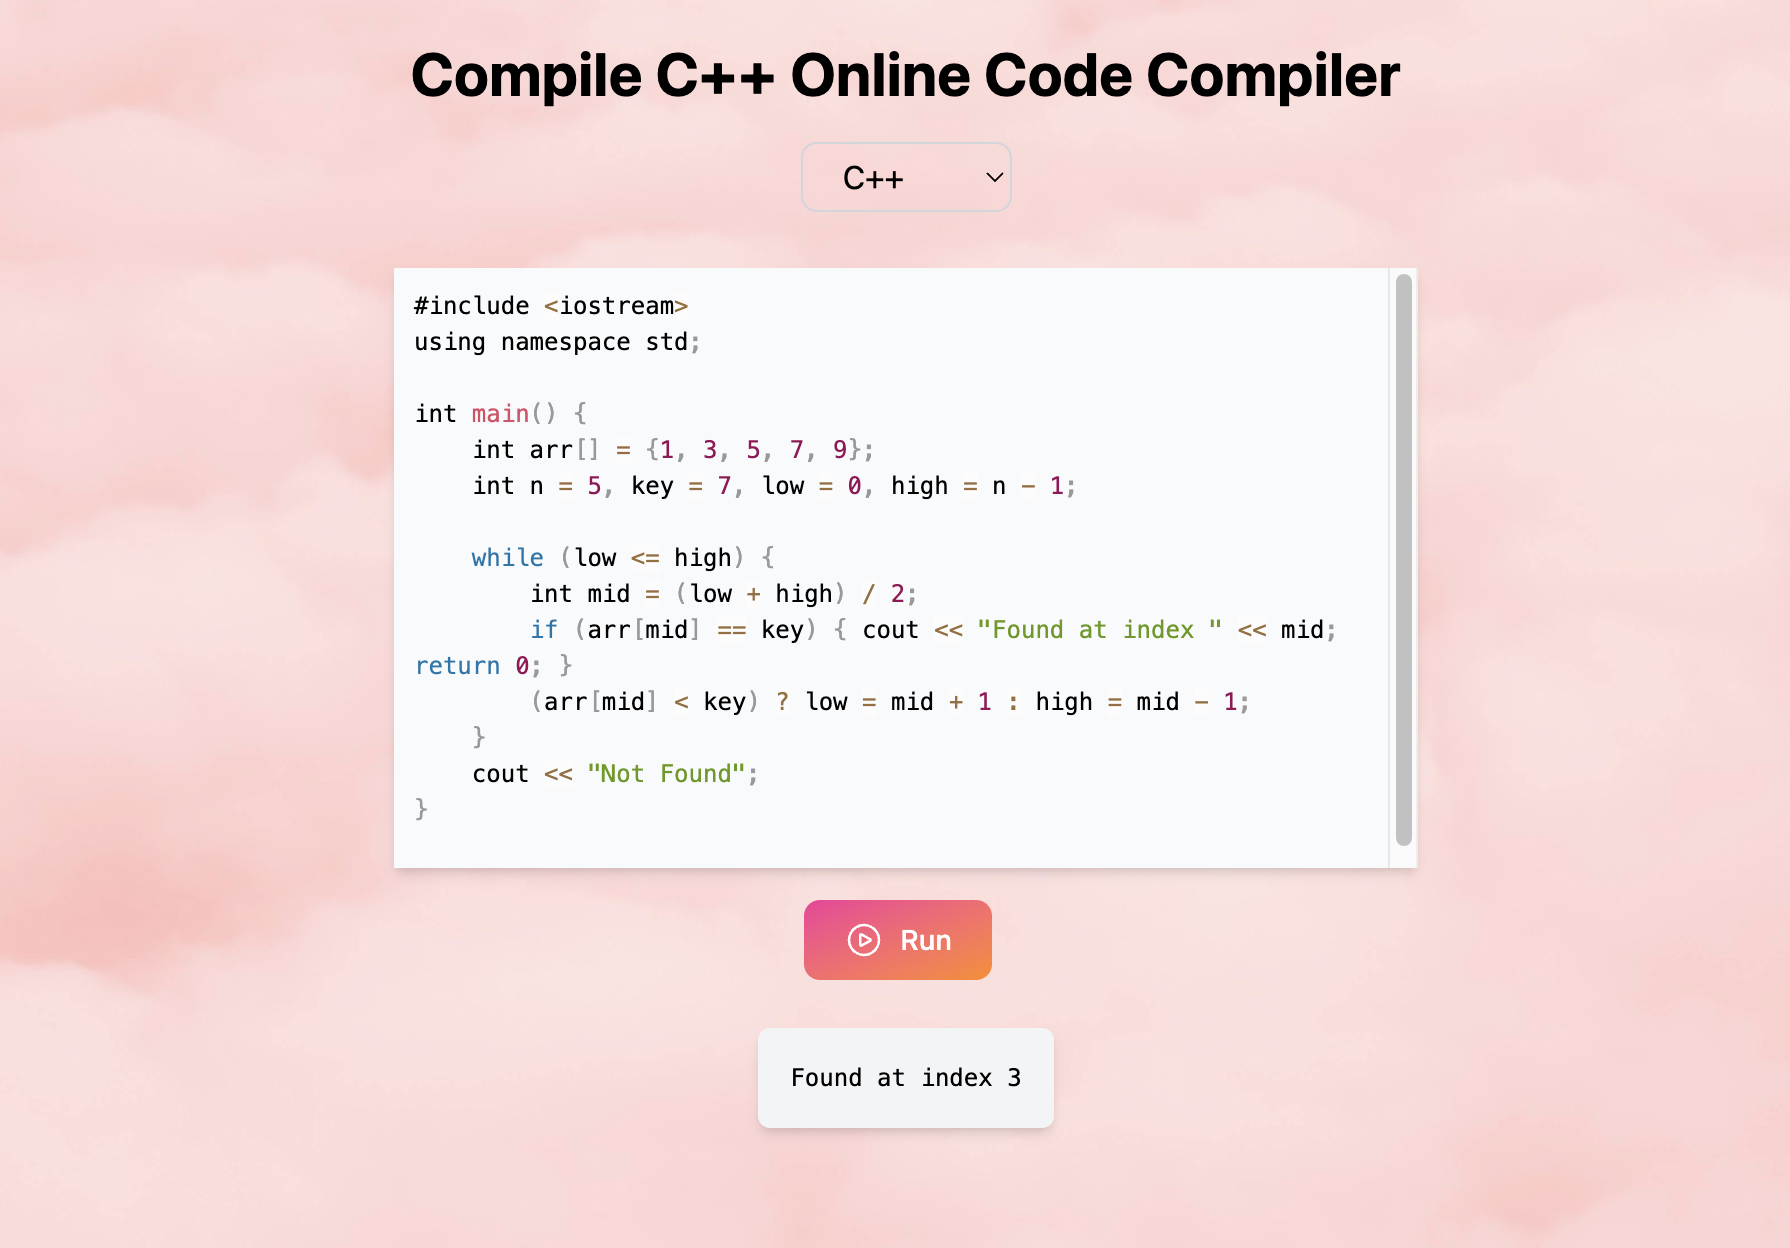 Compile C++ Online Code Compiler
C++
#include <iostream>
using namespace std;
int main() {
    int arr[] = {1, 3, 5, 7, 9};
    int n = 5, key = 7, low = 0, high = n - 1;
    while (low <= high) {
        int mid = (low + high) / 2;
        if (arr[mid] == key) { cout << "Found at index " << mid;
return 0; }
        (arr[mid] < key) ? low = mid + 1 : high = mid - 1;
    }
    cout << "Not Found";
}
Run
Found at index 3